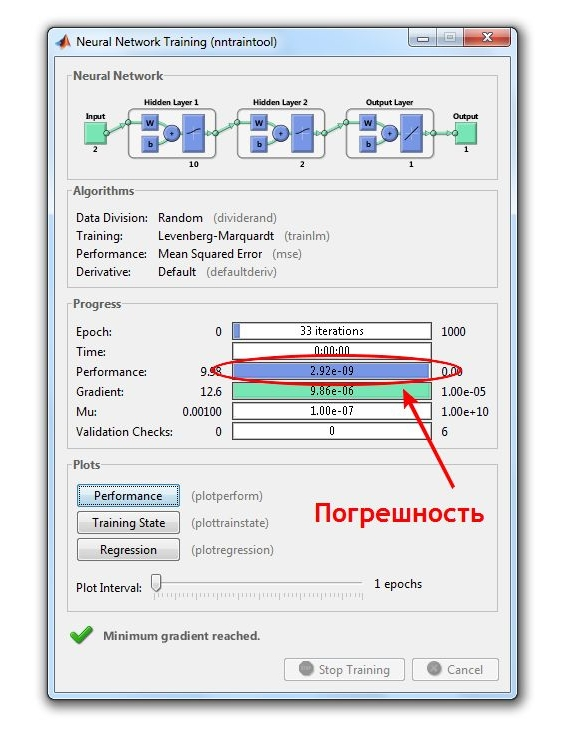 Neural Network Training (nntraintool)
Neural Network
Hidden Layer 1 Hidden Layer 2 Output Layer
Input Output
W W W
+ + +
b b b
2 1
10 2 1
Algorithms
Data Division: Random (dividerand)
Training: Levenberg-Marquardt (trainlm)
Performance: Mean Squared Error (mse)
Derivative: Default (defaultderiv)
Progress
Epoch: 0 33 iterations 1000
Time: 0:00:00
Performance: 9.98 2.92e-09 0.00
Gradient: 12.6 9.86e-06 1.00e-05
Mu: 0.00100 1.00e-07 1.00e+10
Validation Checks: 0 0 6
Plots
Performance (plotperform)
Training State (plottrainstate)
Погрешность
Regression (plotregression)
Plot Interval: 1 epochs
Minimum gradient reached.
Stop Training Cancel